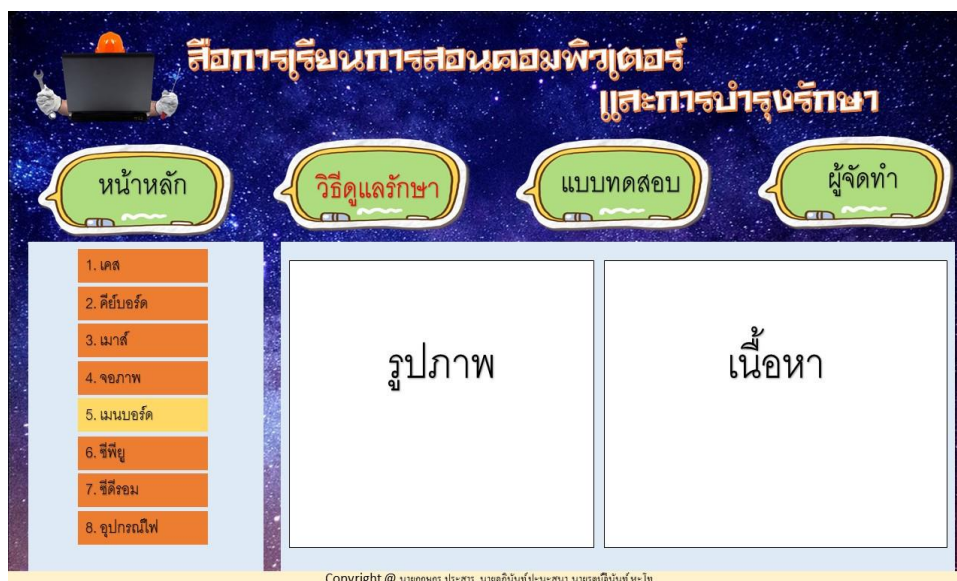 สื่อการเรียนการสอนคอมพิวเตอร์
และการบำรุงรักษา
หน้าหลัก
วิธีดูแลรักษา
แบบทดสอบ
ผู้จัดทำ
1. เคส
2. คีย์บอร์ด
3. เมาส์
4. จอภาพ
5. เมนบอร์ด
6. ซีพียู
7. ซีดีรอม
8. อุปกรณ์ไฟ
รูปภาพ
เนื้อหา
Copyright @